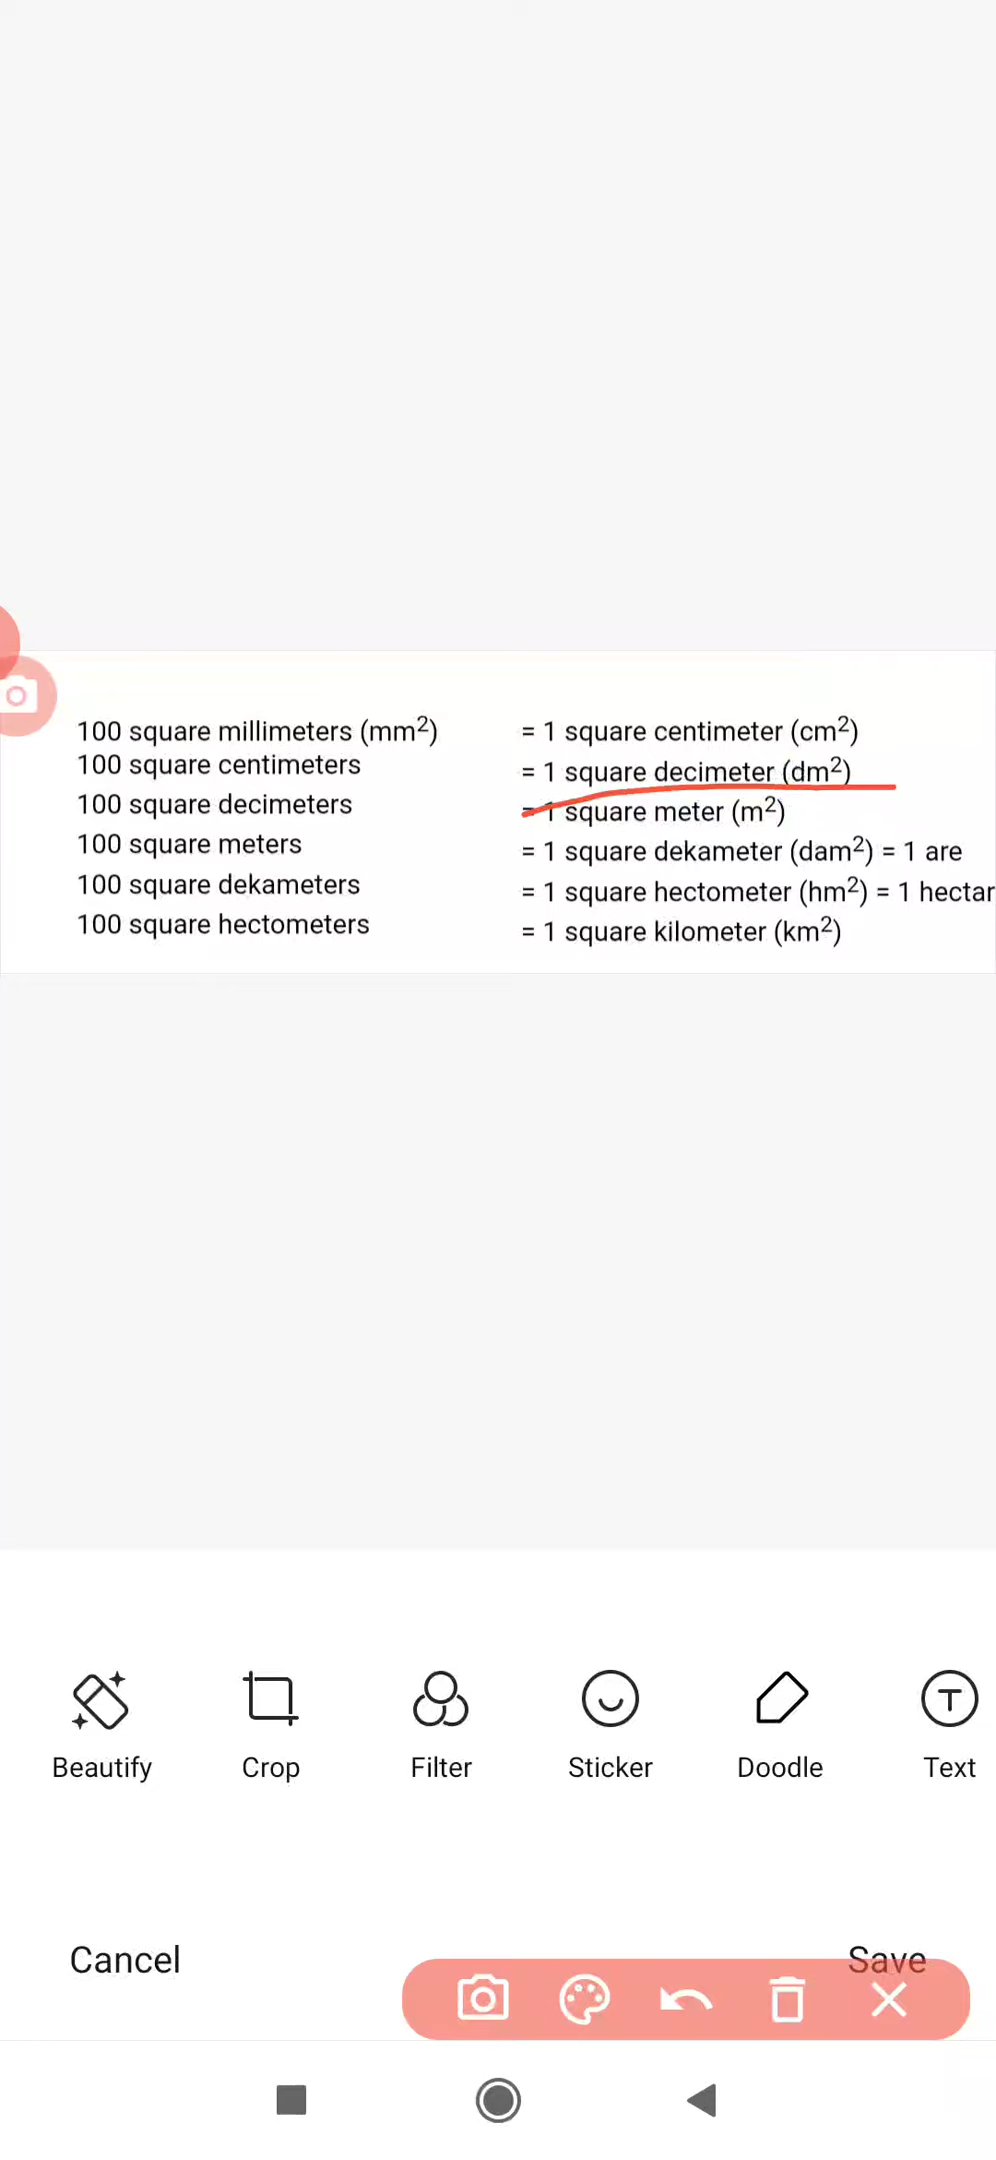 100 square millimeters (mm²) = 1 square centimeter (cm²)
100 square centimeters = 1 square decimeter (dm²)
100 square decimeters = 1 square meter (m²)
100 square meters = 1 square dekameter (dam²) = 1 are
100 square dekameters = 1 square hectometer (hm²) = 1 hectar
100 square hectometers = 1 square kilometer (km²)
Beautify Crop Filter Sticker Doodle Text
Cancel Save